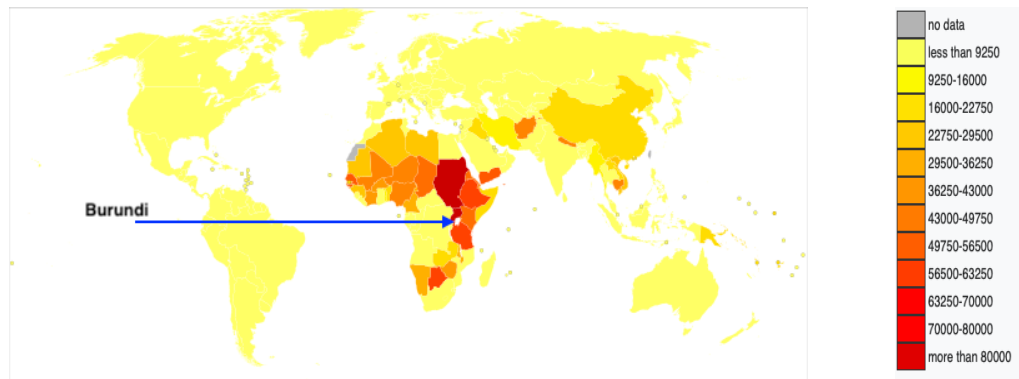 Burundi
no data
less than 9250
9250-16000
16000-22750
22750-29500
29500-36250
36250-43000
43000-49750
49750-56500
56500-63250
63250-70000
70000-80000
more than 80000